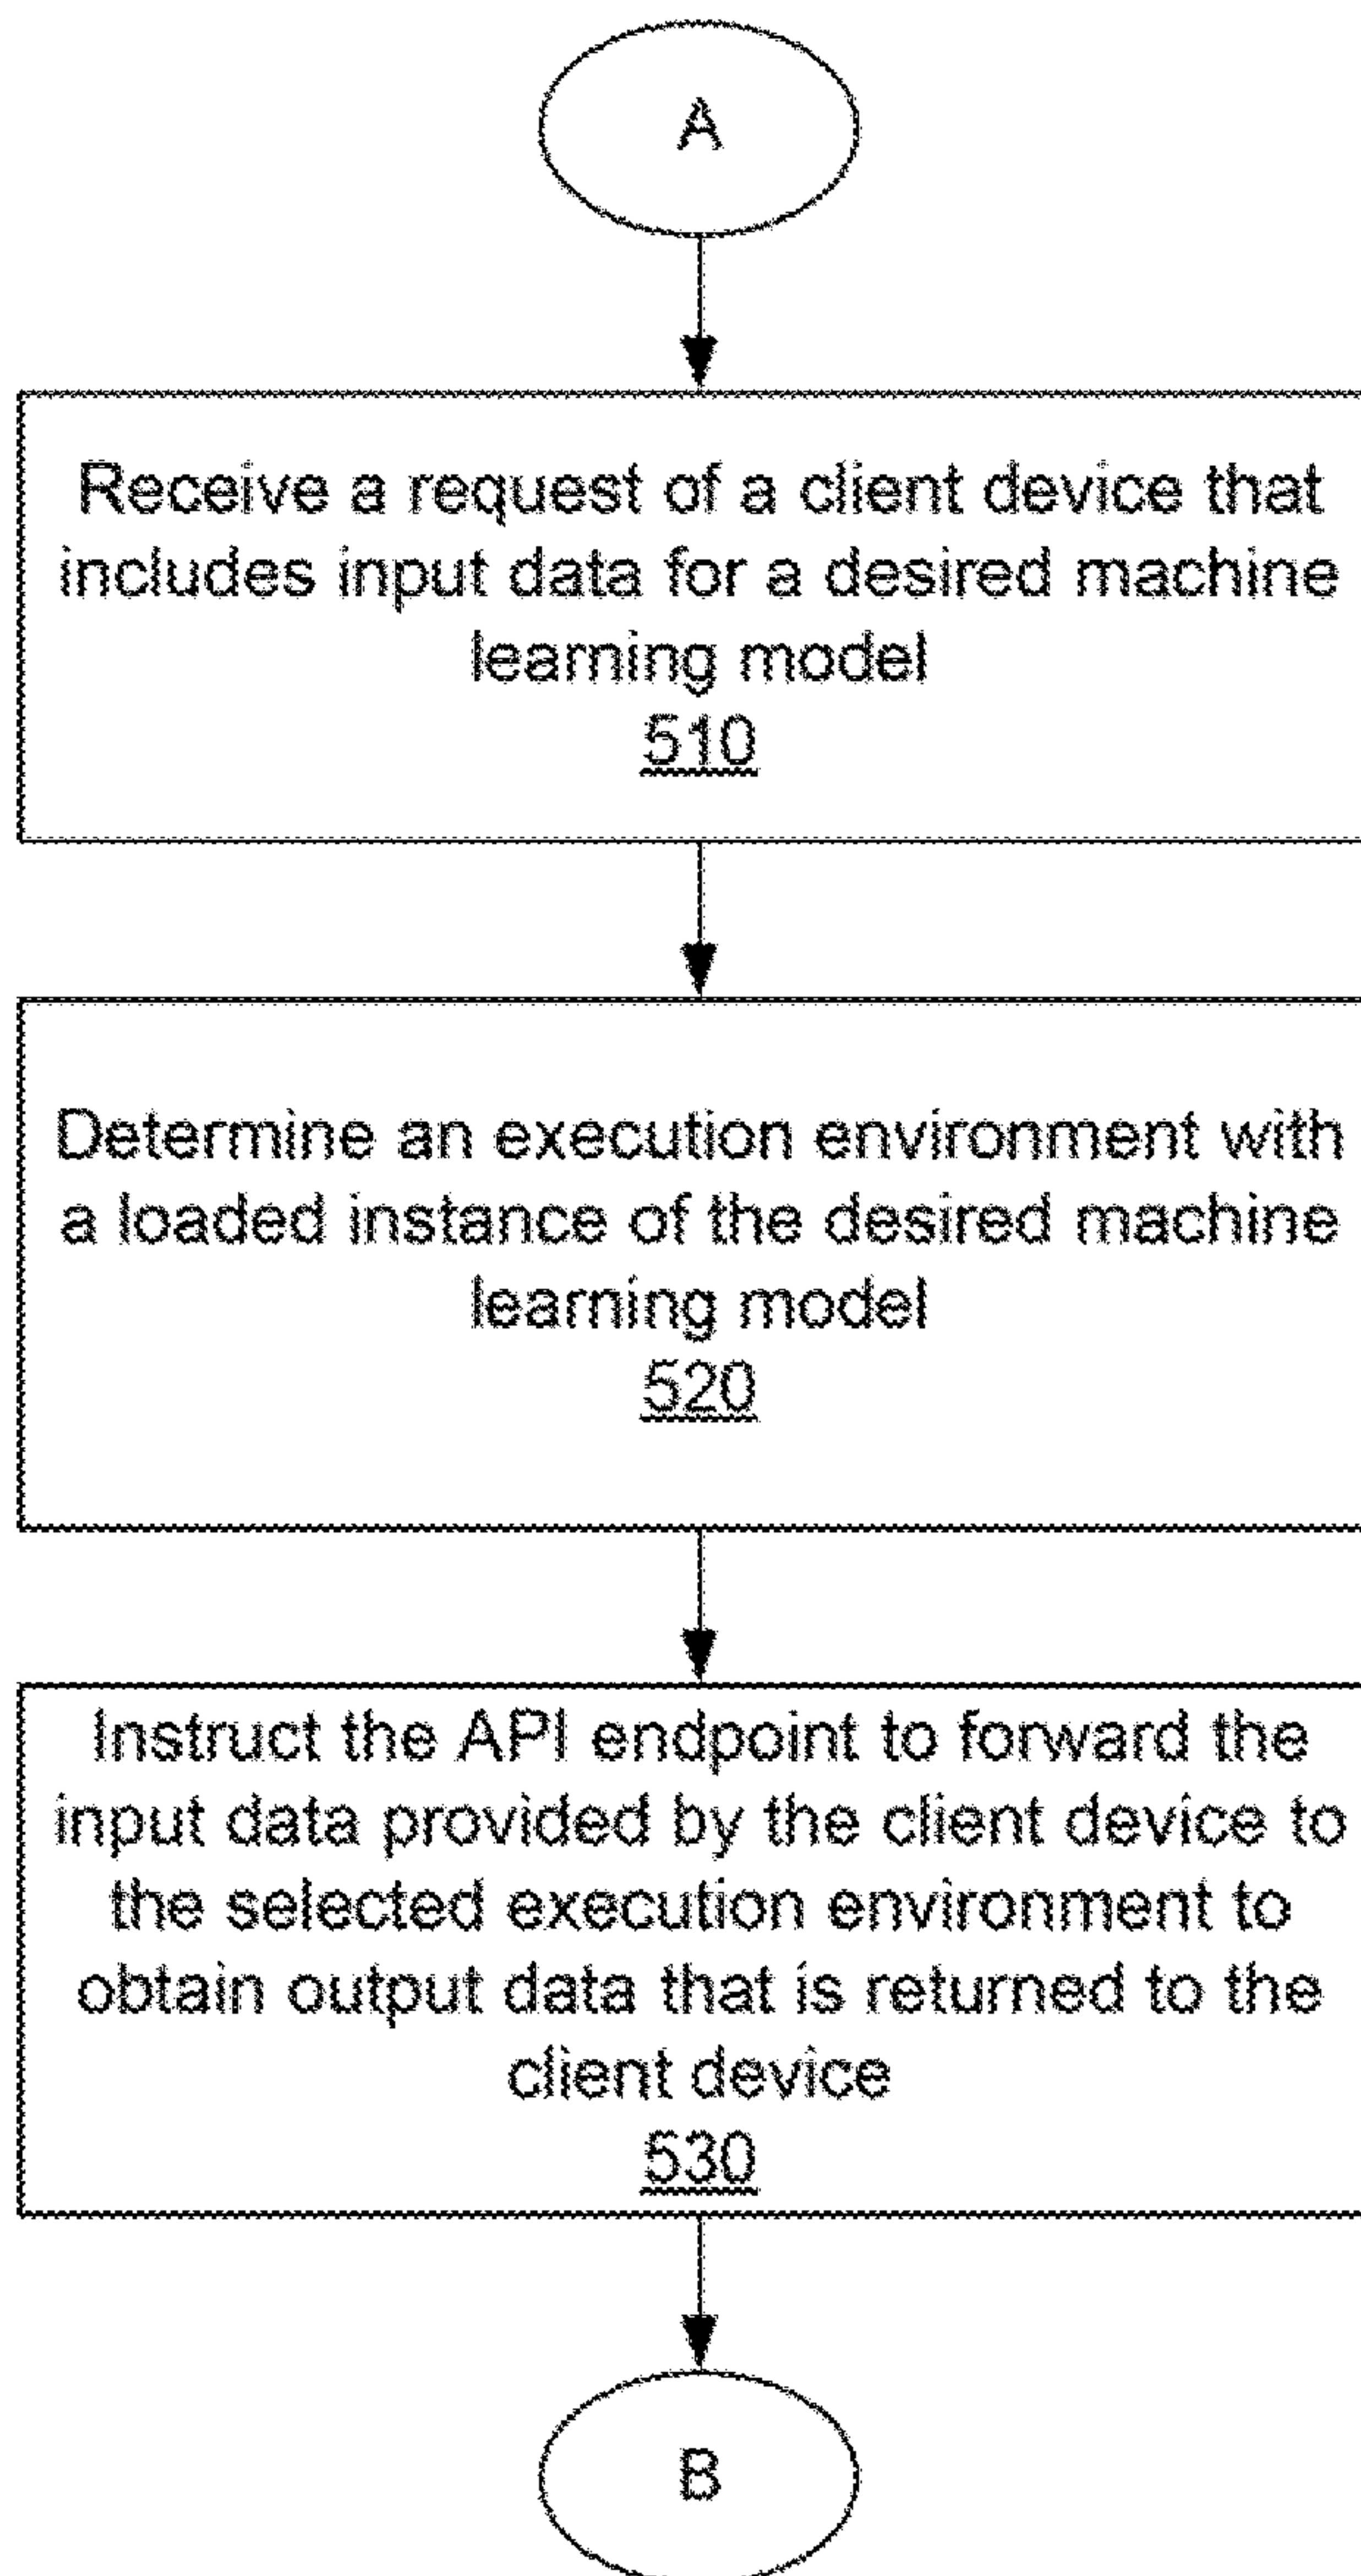 A
Receive a request of a client device that
includes input data for a desired machine
learning model
510
Determine an execution environment with
a loaded instance of the desired machine
learning model
520
Instruct the API endpoint to forward the
input data provided by the client device to
the selected execution environment to
obtain output data that is returned to the
client device
530
B